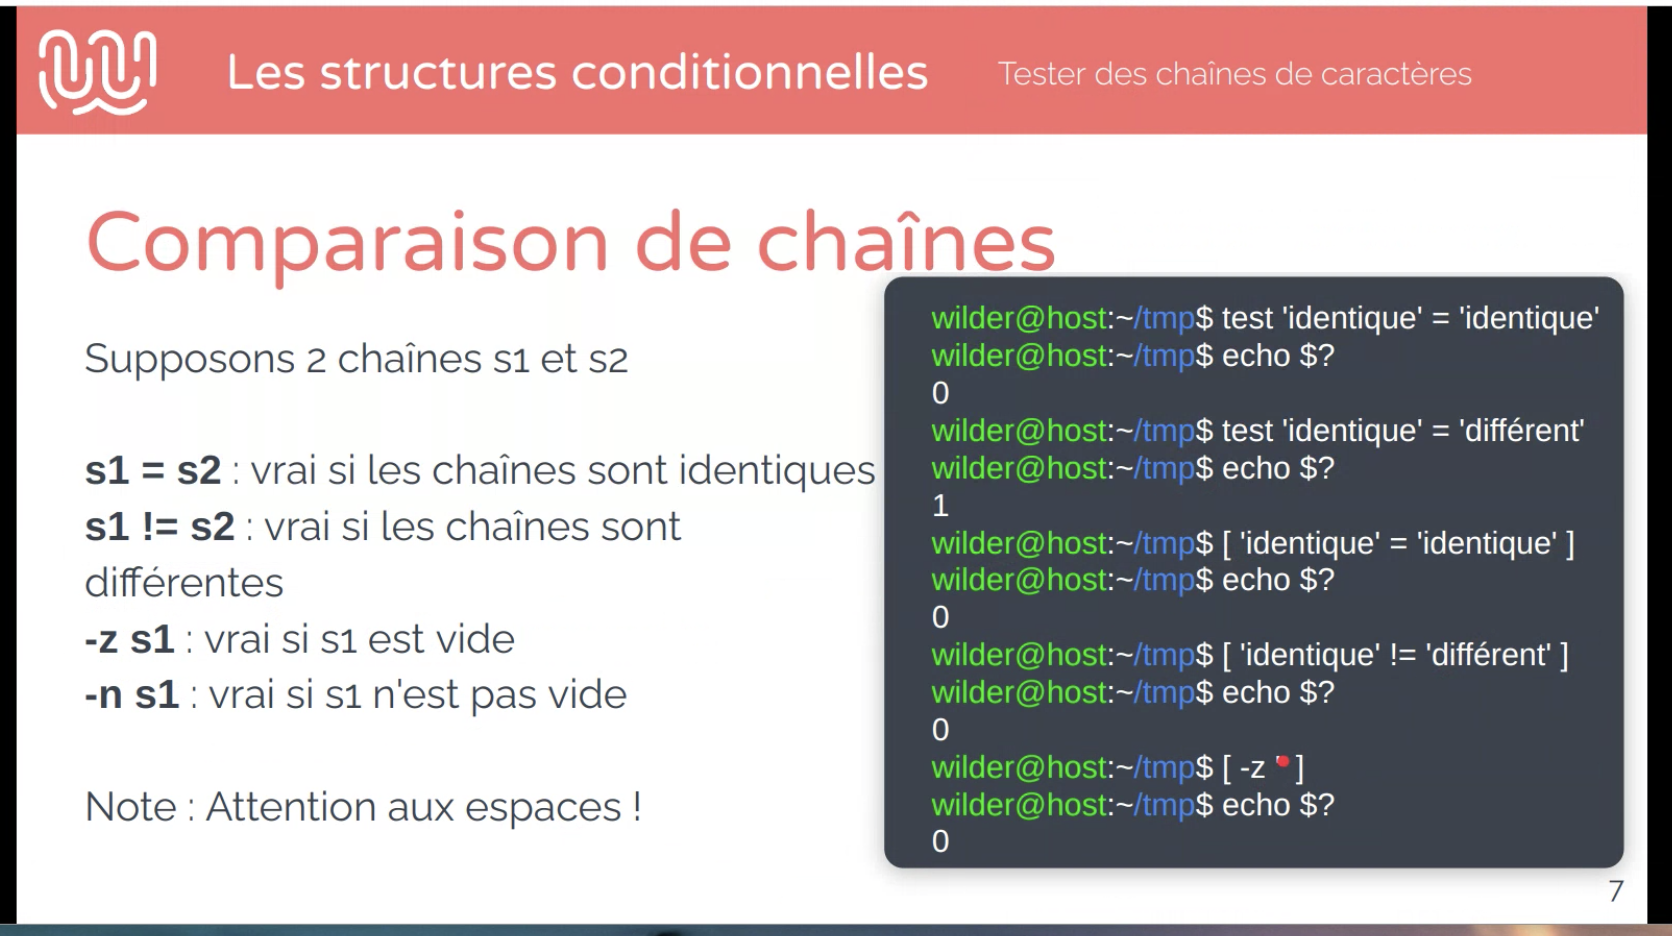 Les structures conditionnelles
Tester des chaînes de caractères
Comparaison de chaînes
Supposons 2 chaînes s1 et s2
s1 = s2 : vrai si les chaînes sont identiques
s1 != s2 : vrai si les chaînes sont
différentes
-z s1 : vrai si s1 est vide
-n s1 : vrai si s1 n'est pas vide
Note : Attention aux espaces !
wilder@host:~/tmp$ test 'identique' = 'identique'
wilder@host:~/tmp$ echo $?
0
wilder@host:~/tmp$ test 'identique' = 'différent'
wilder@host:~/tmp$ echo $?
1
wilder@host:~/tmp$ [ 'identique' = 'identique' ]
wilder@host:~/tmp$ echo $?
0
wilder@host:~/tmp$ [ 'identique' != 'différent' ]
wilder@host:~/tmp$ echo $?
0
wilder@host:~/tmp$ [ -z ]
wilder@host:~/tmp$ echo $?
0
7